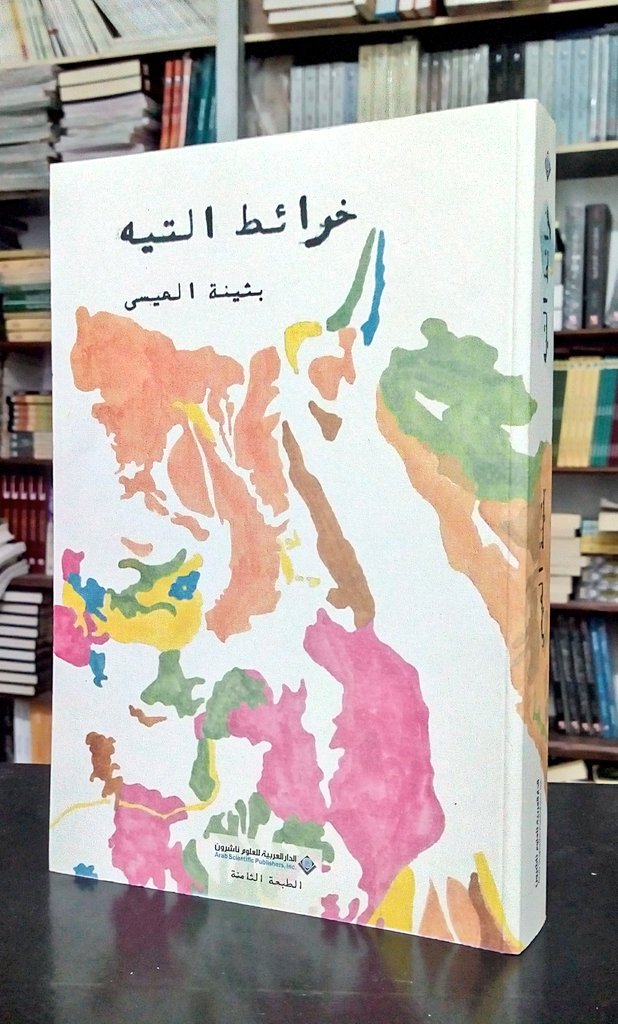 خرائط التيه
بثينة العيسى
الدار العربية للعلوم ناشرون
Arab Scientific Publishers, Inc.
الطبعة الثامنة